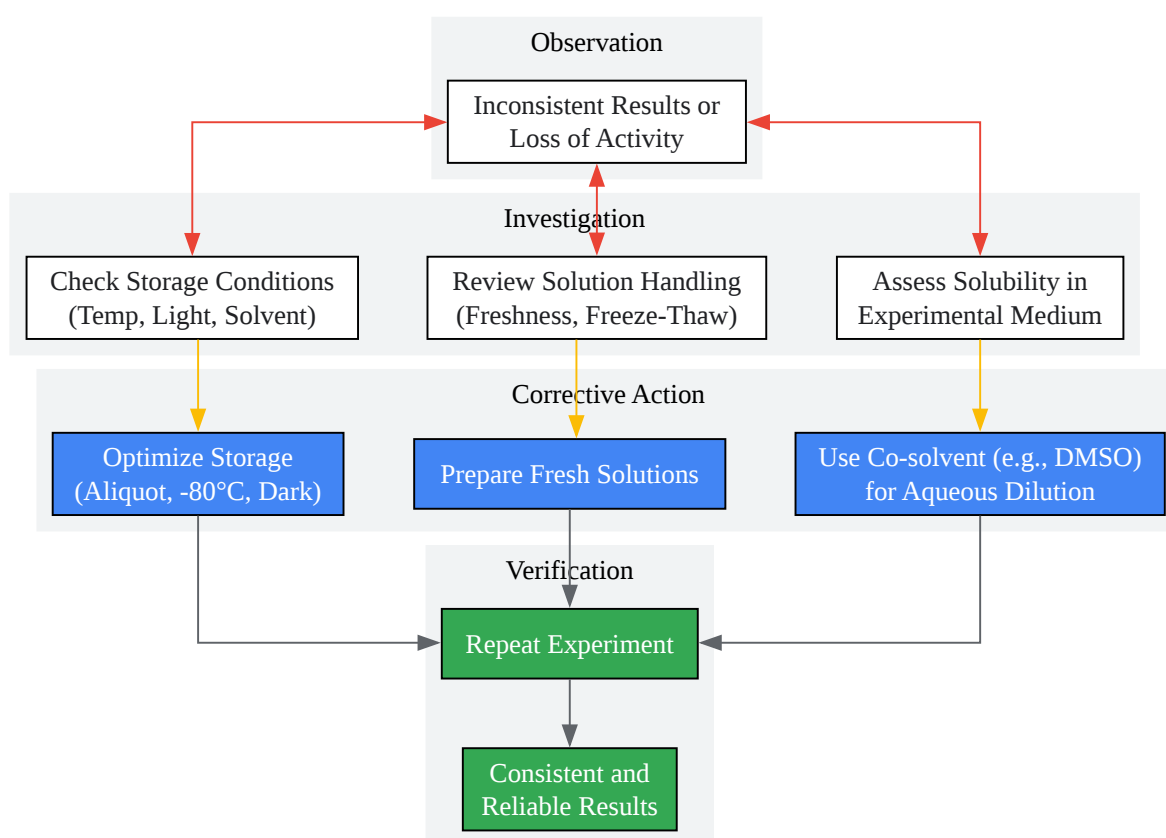 Observation
Inconsistent Results or
Loss of Activity
Investigation
Check Storage Conditions
(Temp, Light, Solvent)
Review Solution Handling
(Freshness, Freeze-Thaw)
Assess Solubility in
Experimental Medium
Corrective Action
Optimize Storage
(Aliquot, -80°C, Dark)
Prepare Fresh Solutions
Use Co-solvent (e.g., DMSO)
for Aqueous Dilution
Verification
Repeat Experiment
Consistent and
Reliable Results